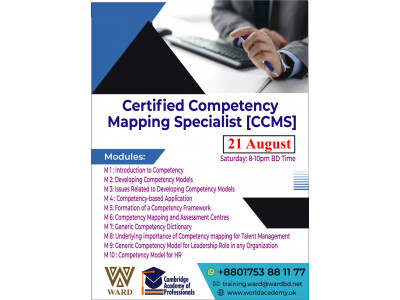 Certified Competency
Mapping Specialist [CCMS]
21 August
Saturday: 8-10pm BD Time
Modules:
M 1 : Introduction to Competency
M 2: Developing Competency Models
M 3: Issues Related to Developing Competency Models
M 4 : Competency-based Application
M 5: Formation of a Competency Framework
M 6: Competency Mapping and Assessment Centres
M 7: Generic Competency Dictionary
M 8: Underlying importance of Competency mapping for Talent Management
M 9: Generic Competency Model for Leadership Role in any Organization
M 10 : Competency Model for HR
WARD
Cambridge
Academy of
Professionals
+8801753 88 11 77
training.ward@wardbd.net
www.worldacademy.uk